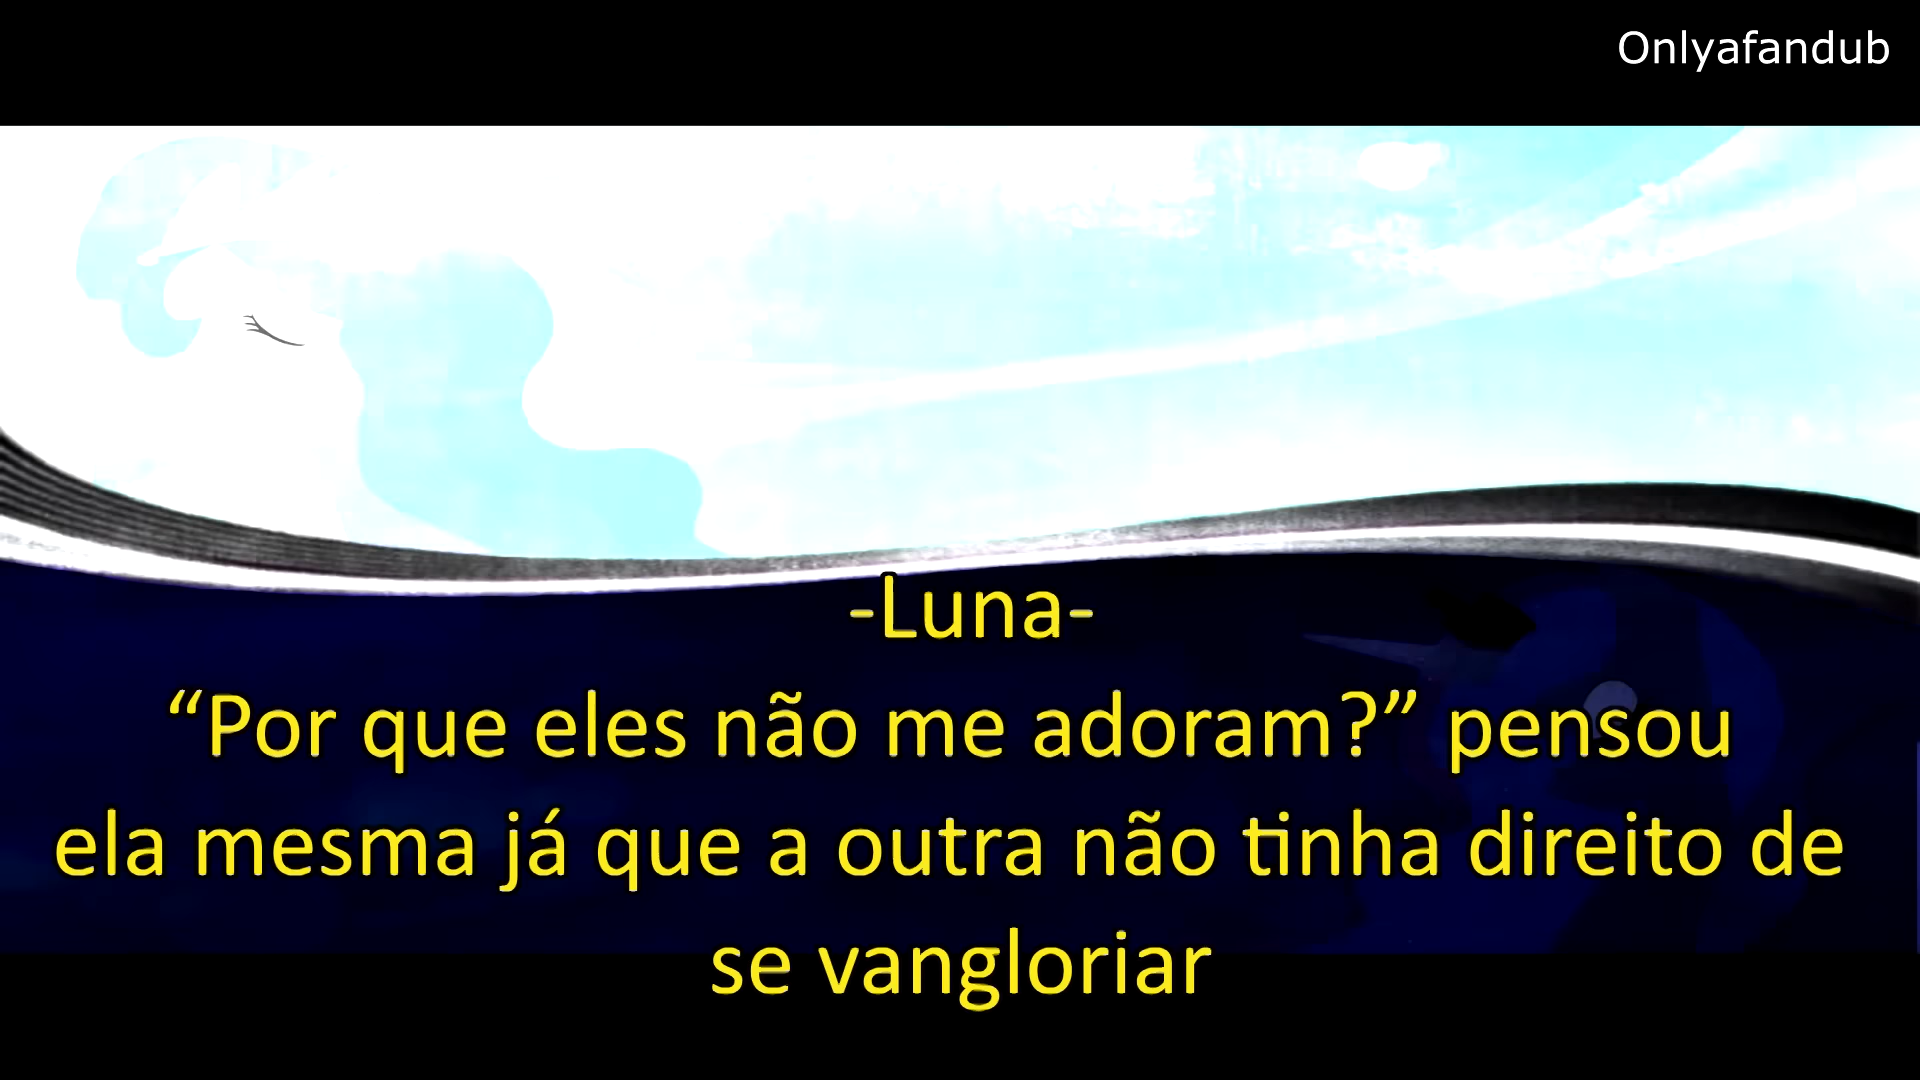 Onlyafandub
-Luna-
“Por que eles não me adoram?” pensou
ela mesma já que a outra não tinha direito de
se vangloriar